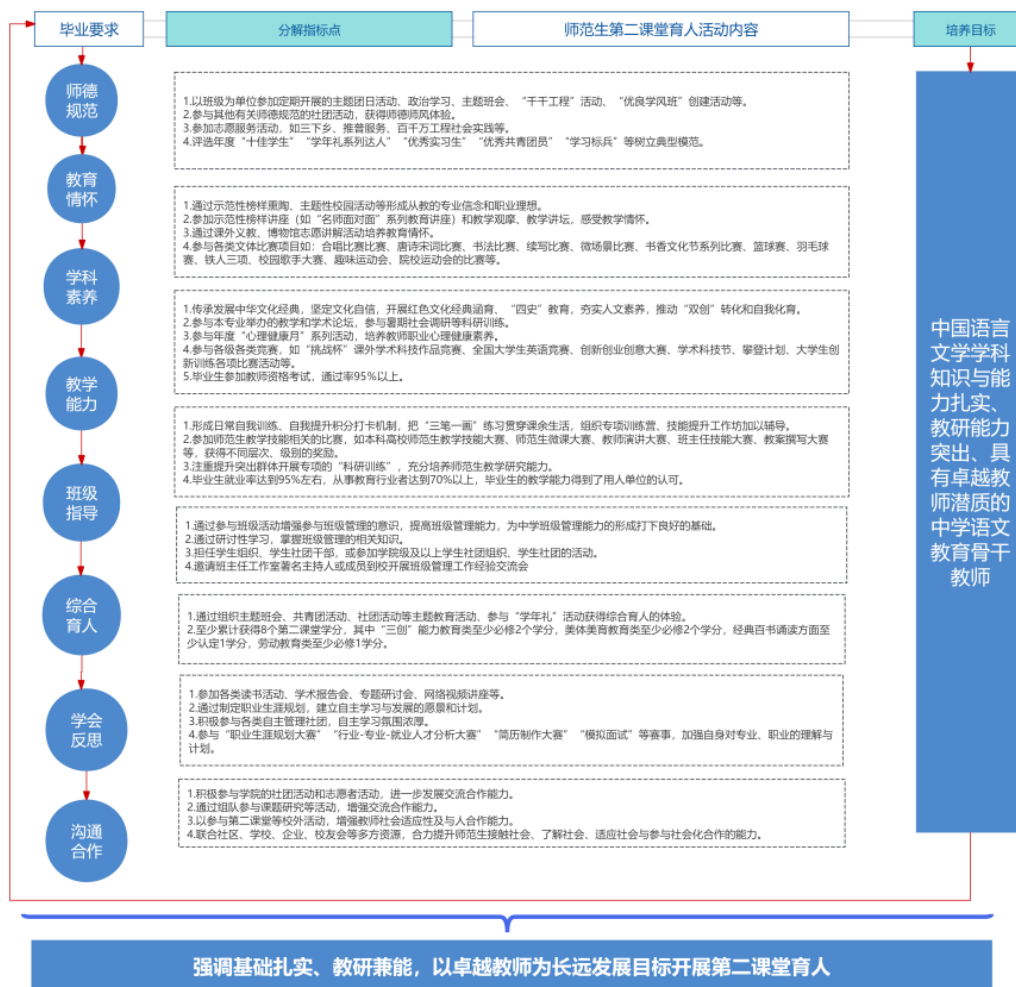 毕业要求
分解指标点
师范生第二课堂育人活动内容
培养目标
师德
规范
1.以班级为单位参加定期开展的主题团日活动、政治学习、主题班会、“千干工程”活动、“优良学风班”创建活动等。
2.参与其他有关师德规范的社团活动，获得师德师风体验。
3.参加志愿服务活动，如三下乡、推普服务、百千万工程社会实践等。
4.评选年度“十佳学生”“学年礼系列达人”“优秀实习生”“优秀共青团员”“学习标兵”等树立典型模范。
教育
情怀
1.通过示范性榜样熏陶、主题性校园活动等形成从教的专业信念和职业理想。
2.参加示范性榜样讲座（如“名师面对面”系列教育讲座）和教学观摩、教学讲坛，感受教学情怀。
3.通过课外义教、博物馆志愿讲解活动培养教育情怀。
4.参与各类文体比赛项目如：合唱比赛比赛、唐诗宋词比赛、书法比赛、续写比赛、微场景比赛、书香文化节系列比赛、篮球赛、羽毛球
赛、铁人三项、校园歌手大赛、趣味运动会、院校运动会的比赛等。
学科
素养
1.传承发展中华文化经典，坚定文化自信，开展红色文化经典涵育、“四史”教育，夯实人文素养，推动“双创”转化和自我化育。
2.参与本专业举办的教学和学术论坛，参与暑期社会调研等科研训练。
3.参与年度“心理健康月”系列活动，培养教师职业心理健康素养。
4.参与各级各类竞赛，如“挑战杯”课外学术科技作品竞赛、全国大学生英语竞赛、创新创业创意大赛、学术科技节、攀登计划、大学生创
新训练各项比赛活动等。
5.毕业生参加教师资格考试，通过率95%以上。
教学
能力
1.形成日常自我训练、自我提升积分打卡机制，把“三笔一画”练习贯穿课余生活，组织专项训练营、技能提升工作坊加以辅导。
2.参加师范生教学技能相关的比赛，如本科高校师范生教学技能大赛、师范生微课大赛、教师演讲大赛、班主任技能大赛、教案撰写大赛
等，获得不同层次、级别的奖励。
3.注重提升突出群体开展专项的“科研训练”，充分培养师范生教学研究能力。
4.毕业生就业率达到95%左右，从事教育行业者达到70%以上，毕业生的教学能力得到了用人单位的认可。
班级
指导
1.通过参与班级活动增强参与班级管理的意识，提高班级管理能力，为中学班级管理能力的形成打下良好的基础。
2.通过研讨性学习，掌握班级管理的相关知识。
3.担任学生组织、学生社团干部，或参加学院级及以上学生社团组织、学生社团的活动。
4.邀请班主任工作室著名主持人或成员到校开展班级管理工作经验交流会
综合
育人
1.通过组织主题班会、共青团活动、社团活动等主题教育活动、参与“学年礼”活动获得综合育人的体验。
2.至少累计获得8个第二课堂学分，其中“三创”能力教育类至少必修2个学分，美体美育教育类至少必修2个学分，经典百书诵读方面至
少认定1学分，劳动教育类至少必修1学分。
学会
反思
1.参加各类读书活动、学术报告会、专题研讨会、网络视频讲座等。
2.通过制定职业生涯规划，建立自主学习与发展的愿景和计划。
3.积极参与各类自主管理社团，自主学习氛围浓厚。
4.参与“职业生涯规划大赛”“行业-专业-就业人才分析大赛”“简历制作大赛”“模拟面试”等赛事，加强自身对专业、职业的理解与
计划。
沟通
合作
1.积极参与学院的社团活动和志愿者活动，进一步发展交流合作能力。
2.通过组队参与课题研究等活动，增强交流合作能力。
3.以参与第二课堂等校外活动，增强教师社会适应性及与人合作能力。
4.联合社区、学校、企业、校友会等多方资源，合力提升师范生接触社会、了解社会、适应社会与参与社会化合作的能力。
中国语言
文学学科
知识与能
力扎实、
教研能力
突出、具
有卓越教
师潜质的
中学语文
教育骨干
教师
强调基础扎实、教研兼能，以卓越教师为长远发展目标开展第二课堂育人